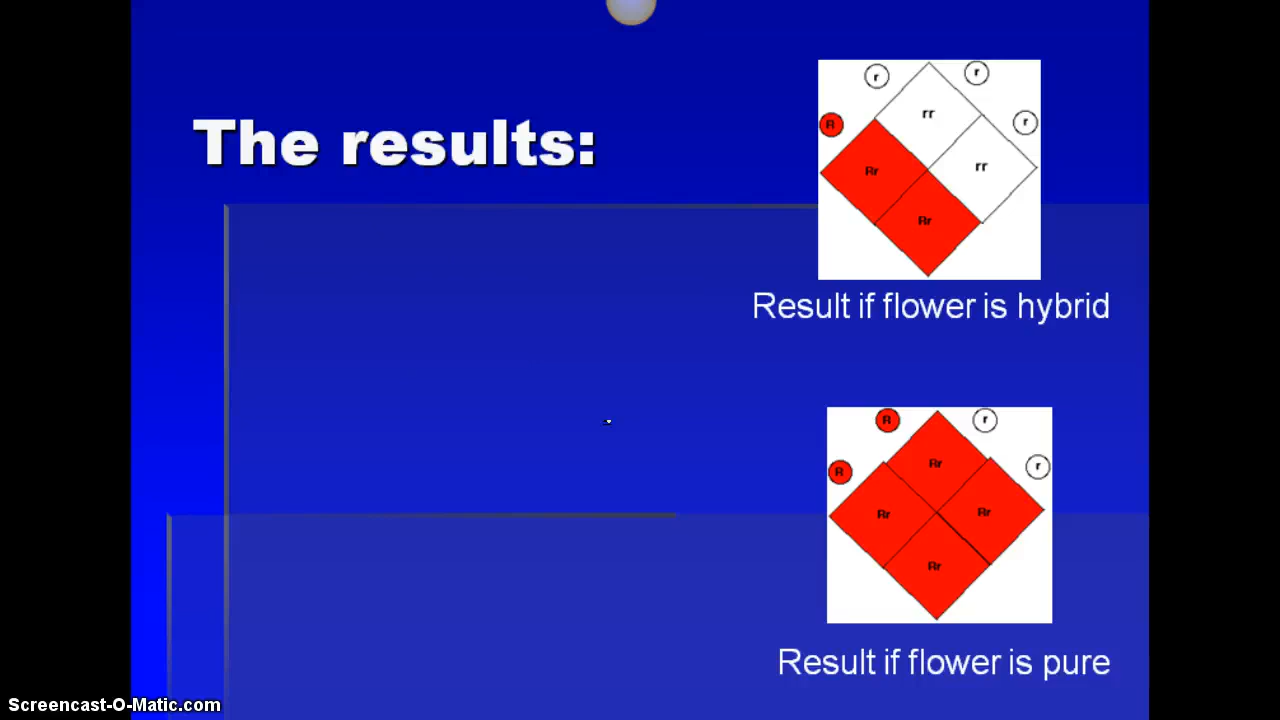 The results:
r r
R r
rr
Rr rr
Rr
Result if flower is hybrid
R r
R r
Rr
Rr Rr
Rr
Result if flower is pure
Screencast-O-Matic.com